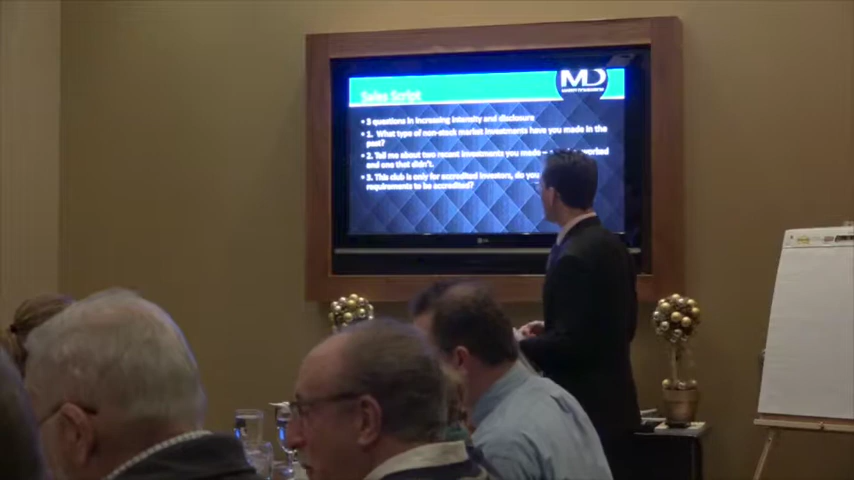 MD
Sales Script
• 3 questions in increasing intensity and disclosure
• 1. What type of non-stock market investments have you made in the
past?
• 2. Tell me about two recent investments you made – worked
and one that didn't.
• 3. This club is only for accredited investors, do you
requirements to be accredited?